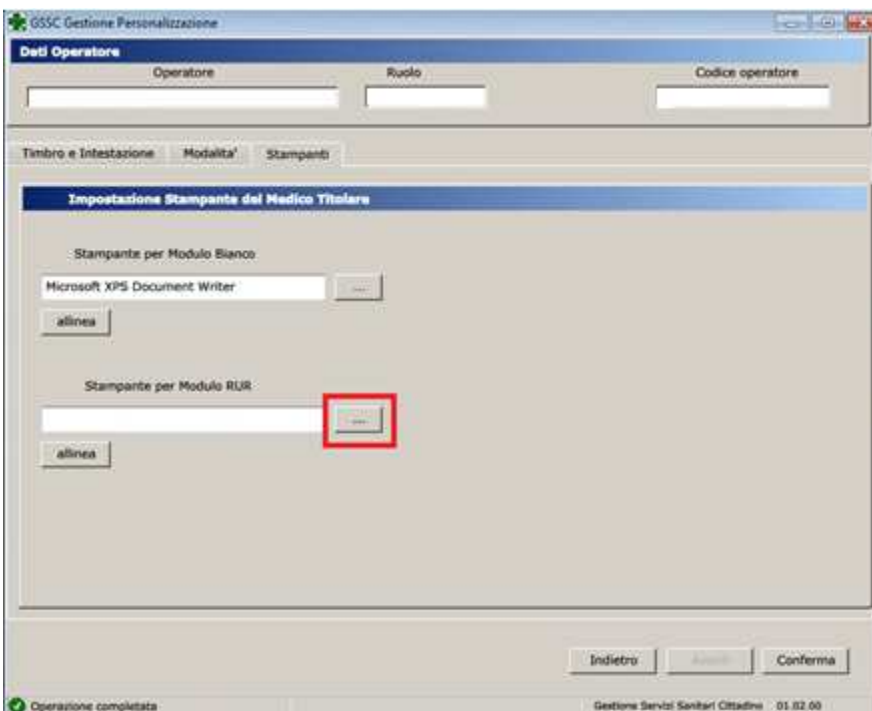 GSSC Gestione Personalizzazione
Dati Operatore
Operatore Ruolo Codice operatore
Timbro e Intestazione Modalita' Stampanti
Impostazione Stampante del Medico Titolare
Stampante per Modulo Bianco
Microsoft XPS Document Writer ...
allinea
Stampante per Modulo RUR
...
allinea
Indietro Avanti Conferma
Operazione completata Gestione Servizi Sanitari Cittadino 01.02.00